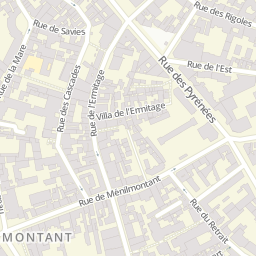 Rue des Rigoles
Rue de Savies
Rue de la Mare
Rue de l'Est
Rue des Pyrénées
Rue des Cascades
Rue de l'Ermitage
Villa de l'Ermitage
Rue de Ménilmontant
Rue du Retrait
MONTANT